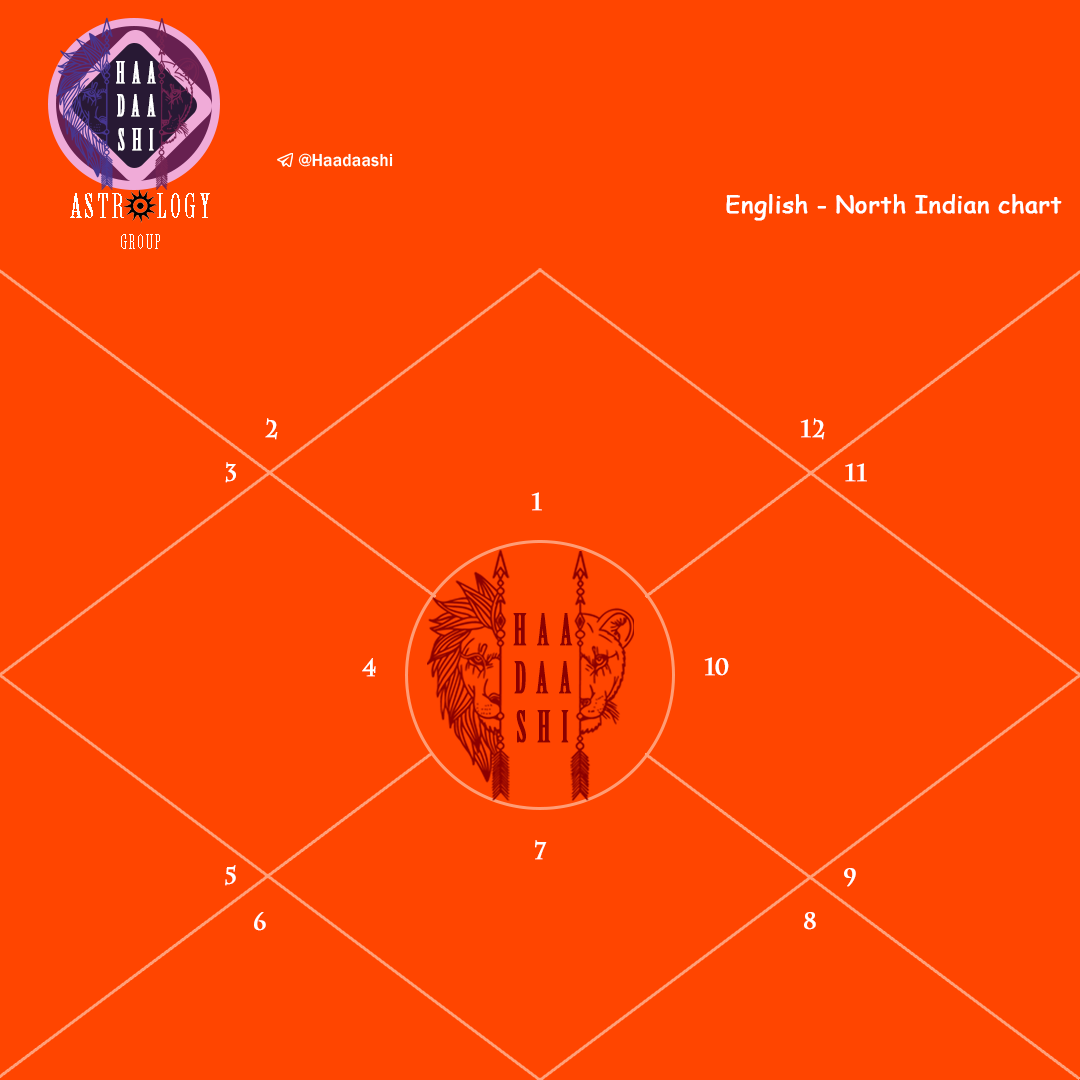 HAA
DAA
SHI
ASTROLOGY
GROUP
@Haadaashi
English - North Indian chart
2
12
3
11
1
HAA
DAA
SHI
4
10
7
5
9
6
8